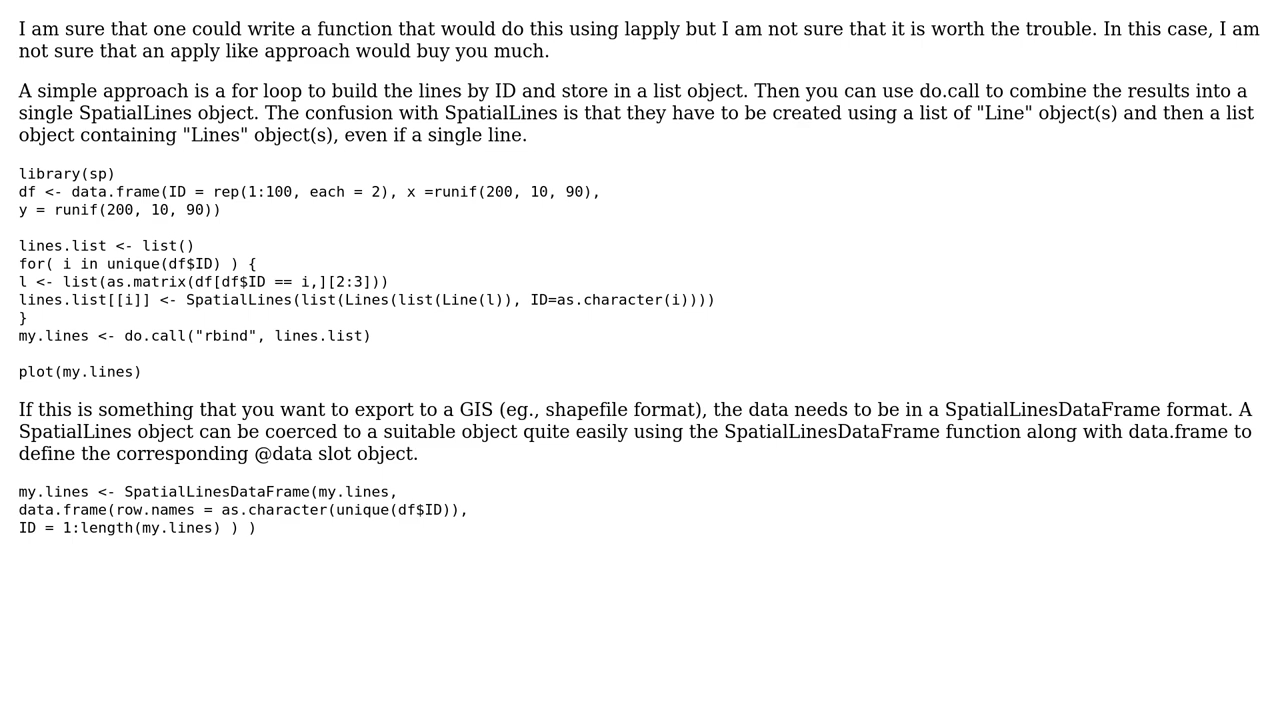 I am sure that one could write a function that would do this using lapply but I am not sure that it is worth the trouble. In this case, I am
not sure that an apply like approach would buy you much.
A simple approach is a for loop to build the lines by ID and store in a list object. Then you can use do.call to combine the results into a
single SpatialLines object. The confusion with SpatialLines is that they have to be created using a list of "Line" object(s) and then a list
object containing "Lines" object(s), even if a single line.
library(sp)
df <- data.frame(ID = rep(1:100, each = 2), x =runif(200, 10, 90),
y = runif(200, 10, 90))
lines.list <- list()
for( i in unique(df$ID) ) {
l <- list(as.matrix(df[df$ID == i,][2:3]))
lines.list[[i]] <- SpatialLines(list(Lines(list(Line(l)), ID=as.character(i))))
}
my.lines <- do.call("rbind", lines.list)
plot(my.lines)
If this is something that you want to export to a GIS (eg., shapefile format), the data needs to be in a SpatialLinesDataFrame format. A
SpatialLines object can be coerced to a suitable object quite easily using the SpatialLinesDataFrame function along with data.frame to
define the corresponding @data slot object.
my.lines <- SpatialLinesDataFrame(my.lines,
data.frame(row.names = as.character(unique(df$ID)),
ID = 1:length(my.lines) ) )